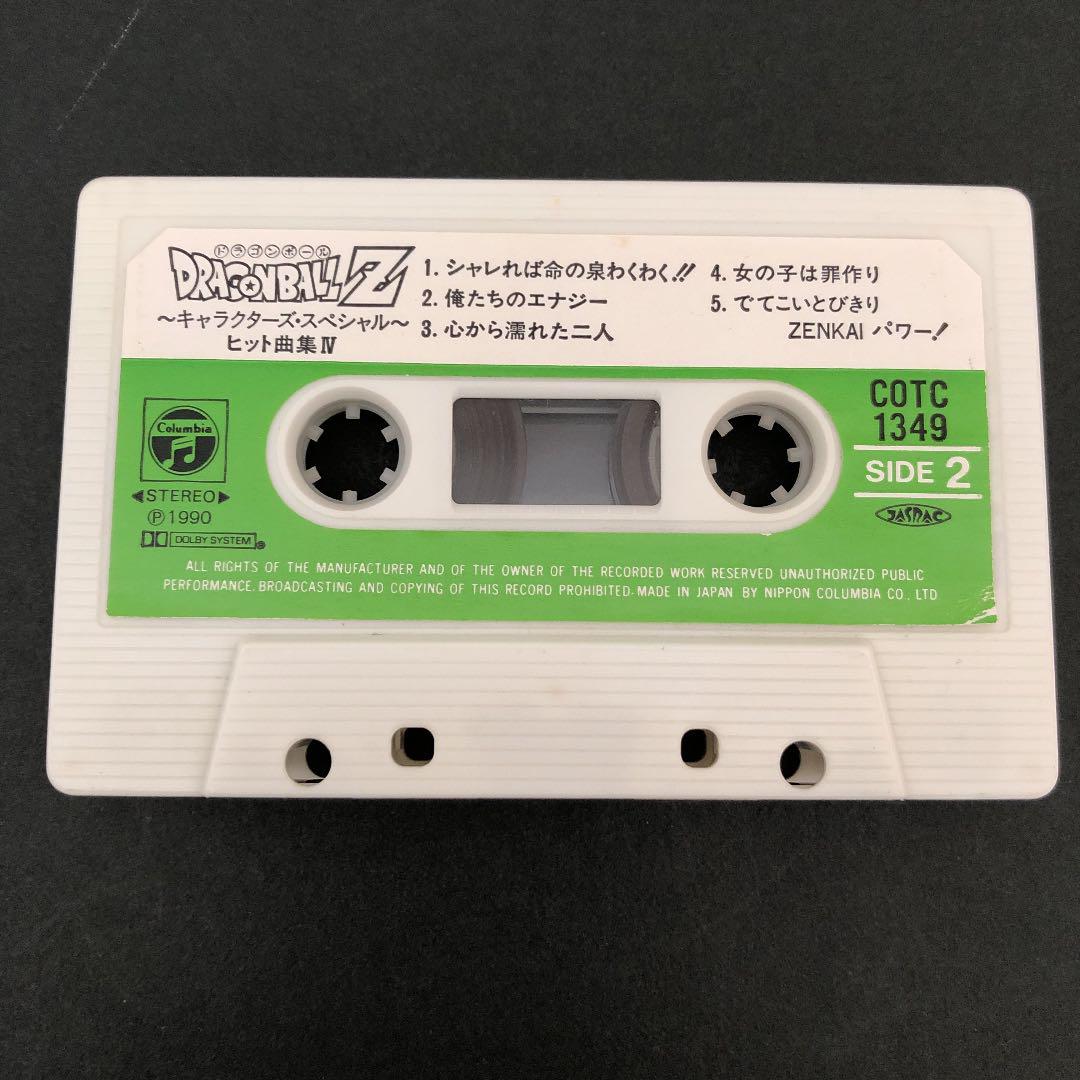 ドラゴンボール
DRAGONBALL Z
～キャラクターズ・スペシャル～
ヒット曲集Ⅳ
1. シャレれば命の泉わくわく!!
2. 俺たちのエナジー
3. 心から濡れた二人
4. 女の子は罪作り
5. でてこいとびきり
ZENKAI パワー!
Columbia
◀STEREO▶
Ⓟ1990
DOLBY SYSTEM®
COTC
1349
SIDE 2
JASRAC
ALL RIGHTS OF THE MANUFACTURER AND OF THE OWNER OF THE RECORDED WORK RESERVED UNAUTHORIZED PUBLIC
PERFORMANCE. BROADCASTING AND COPYING OF THIS RECORD PROHIBITED. MADE IN JAPAN BY NIPPON COLUMBIA CO., LTD